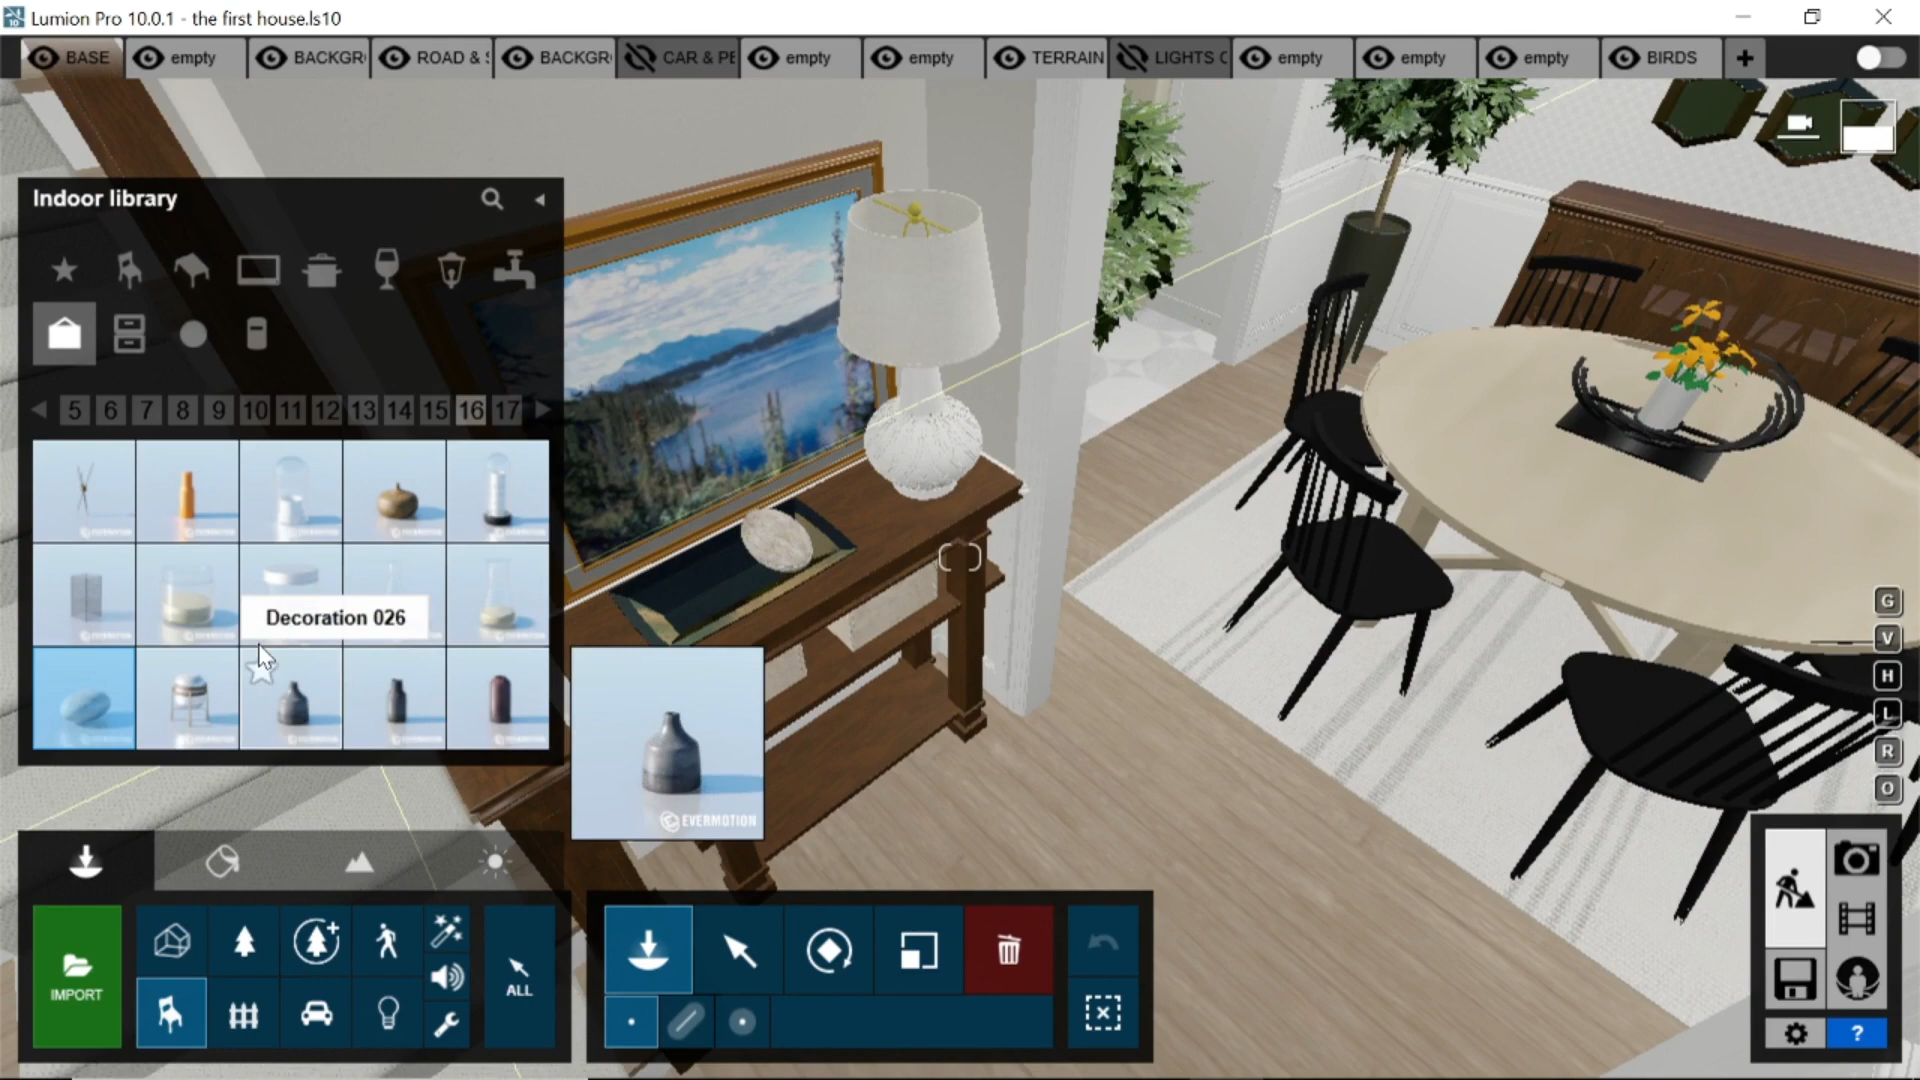 Lumion Pro 10.0.1 - the first house.ls10
BASE
empty
BACKGR
ROAD & S
BACKGR
CAR & PE
empty
empty
TERRAIN
LIGHTS C
empty
empty
empty
BIRDS
Indoor library
5 6 7 8 9 10 11 12 13 14 15 16 17
Decoration 026
EVERMOTION
G
V
H
L
R
O
IMPORT
ALL
?